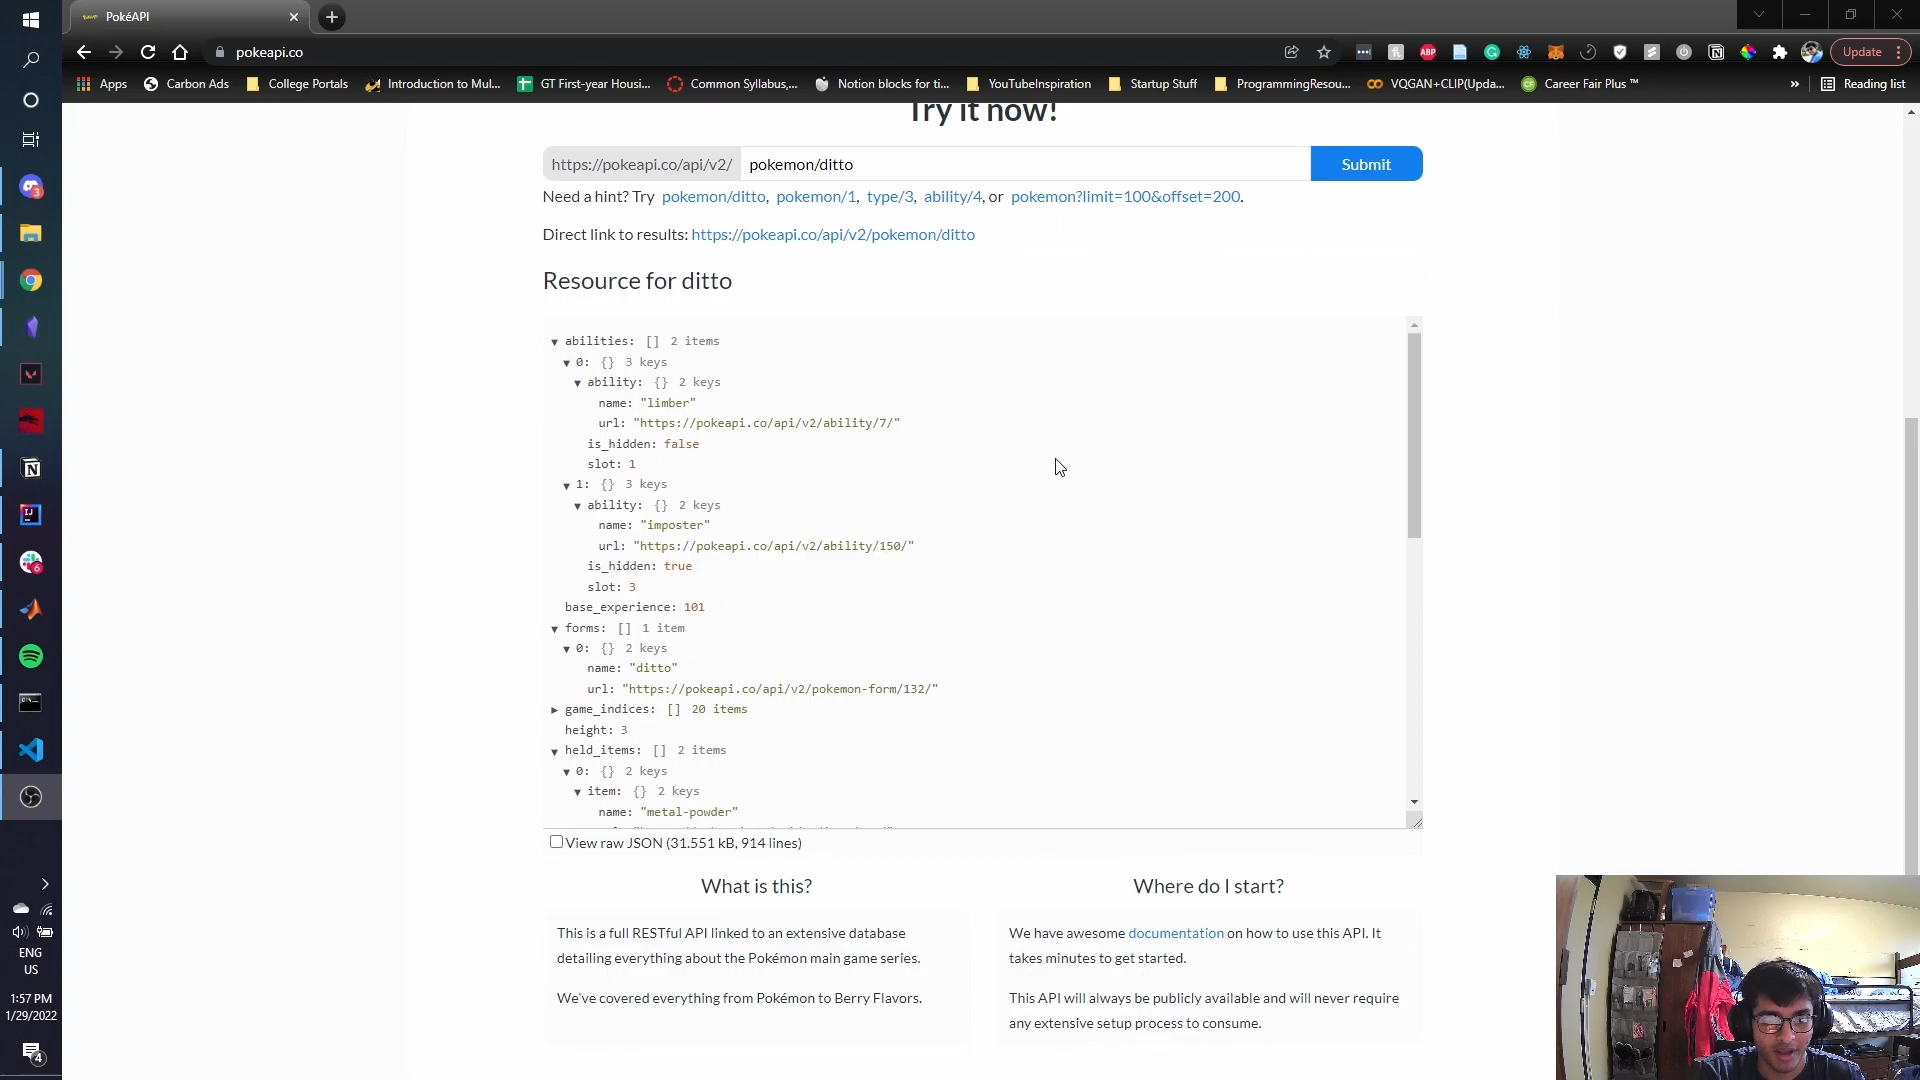 PokéAPI
pokeapi.co
ABP
Update
Apps
Carbon Ads
College Portals
Introduction to Mul...
GT First-year Housi...
Common Syllabus,...
Notion blocks for ti...
YouTubeInspiration
Startup Stuff
ProgrammingResou...
VQGAN+CLIP(Upda...
Career Fair Plus ™
»
Reading list
Try it now!
https://pokeapi.co/api/v2/
pokemon/ditto
Submit
Need a hint? Try pokemon/ditto, pokemon/1, type/3, ability/4, or pokemon?limit=100&offset=200.
Direct link to results: https://pokeapi.co/api/v2/pokemon/ditto
Resource for ditto
abilities: [] 2 items
0: {} 3 keys
ability: {} 2 keys
name: "limber"
url: "https://pokeapi.co/api/v2/ability/7/"
is_hidden: false
slot: 1
1: {} 3 keys
ability: {} 2 keys
name: "imposter"
url: "https://pokeapi.co/api/v2/ability/150/"
is_hidden: true
slot: 3
base_experience: 101
forms: [] 1 item
0: {} 2 keys
name: "ditto"
url: "https://pokeapi.co/api/v2/pokemon-form/132/"
game_indices: [] 20 items
height: 3
held_items: [] 2 items
0: {} 2 keys
item: {} 2 keys
name: "metal-powder"
View raw JSON (31.551 kB, 914 lines)
What is this?
This is a full RESTful API linked to an extensive database
detailing everything about the Pokémon main game series.
We've covered everything from Pokémon to Berry Flavors.
Where do I start?
We have awesome documentation on how to use this API. It
takes minutes to get started.
This API will always be publicly available and will never require
any extensive setup process to consume.
3
IJ
6
ENG
US
1:57 PM
1/29/2022
4